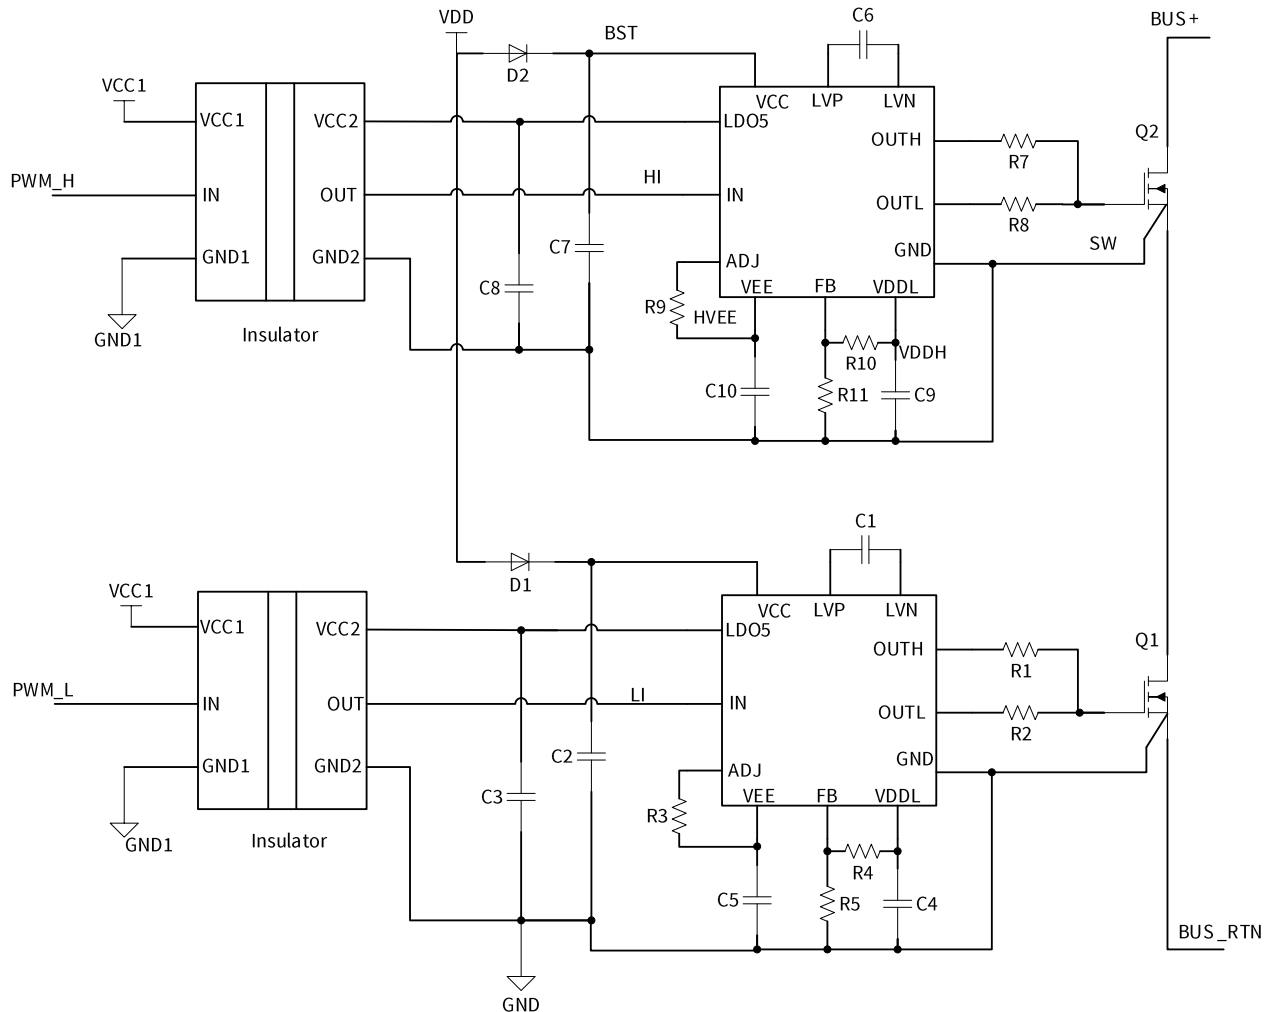 VDD
BST
C6
BUS+
D2
VCC1
VCC
LVP
LVN
VCC1
VCC2
LDO5
OUTH
R7
Q2
PWM_H
IN
OUT
HI
IN
OUTL
R8
GND1
GND2
C7
ADJ
GND
SW
C8
VEE
FB
VDDL
R9
HVEE
GND1
Insulator
R10
VDDH
C10
R11
C9
C1
D1
VCC1
VCC
LVP
LVN
VCC1
VCC2
LDO5
OUTH
R1
Q1
PWM_L
IN
OUT
LI
IN
OUTL
R2
GND1
GND2
C2
ADJ
GND
C3
VEE
FB
VDDL
R3
GND1
Insulator
R4
C5
R5
C4
BUS_RTN
GND